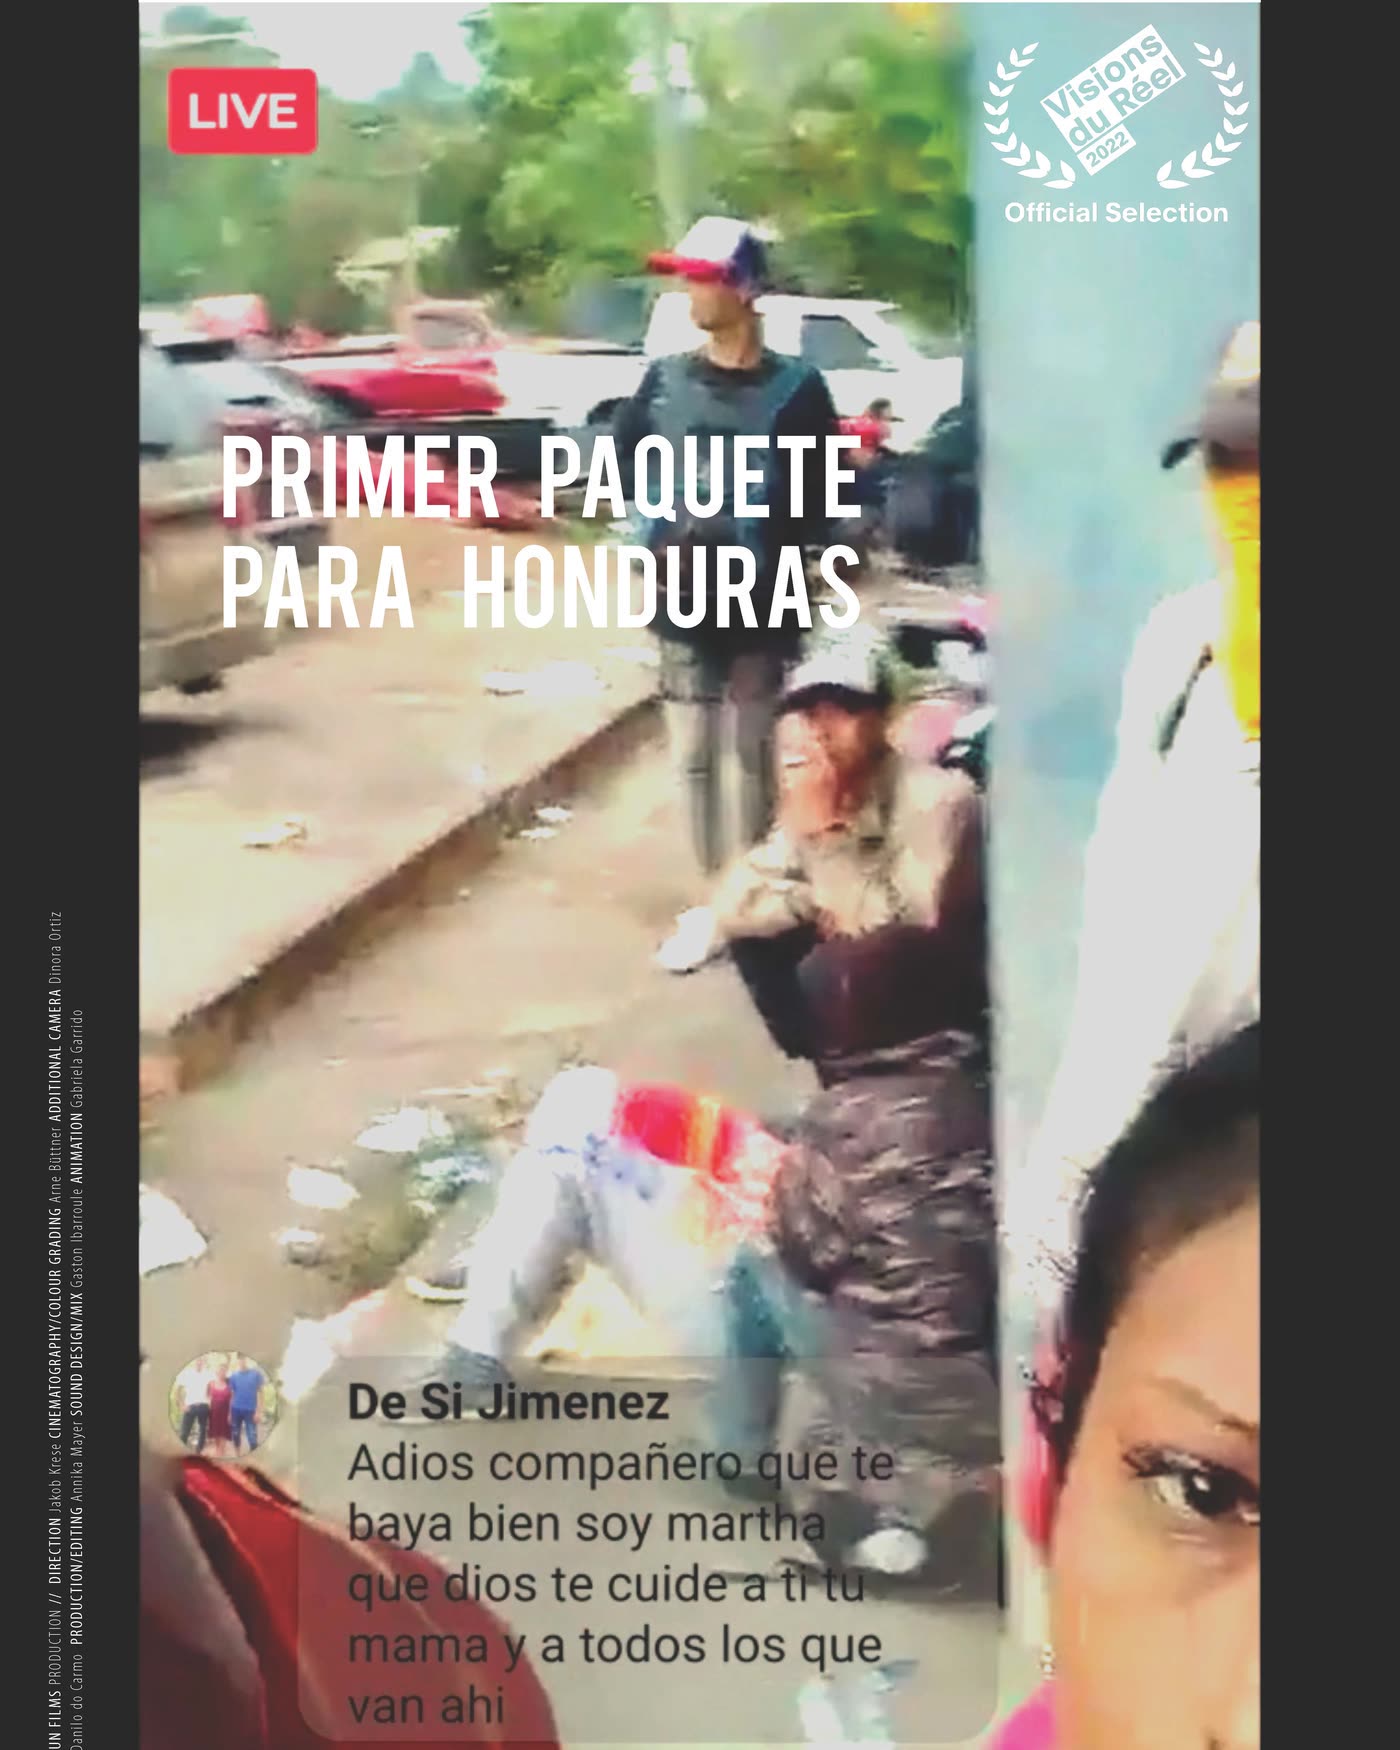 LIVE
Visions
du Réel
2022
Official Selection
PRIMER PAQUETE
PARA HONDURAS
De Si Jimenez
Adios compañero que te
baya bien soy martha
que dios te cuide a ti tu
mama y a todos los que
van ahi
UN FILMS PRODUCTION // DIRECTION Jakob Krese CINEMATOGRAPHY/COLOUR GRADING Arne Büttner ADDITIONAL CAMERA Dinora Ortiz
Danilo do Carmo PRODUCTION/EDITING Annika Mayer SOUND DESIGN/MIX Gaston Ibarroule ANIMATION Gabriela Garrido